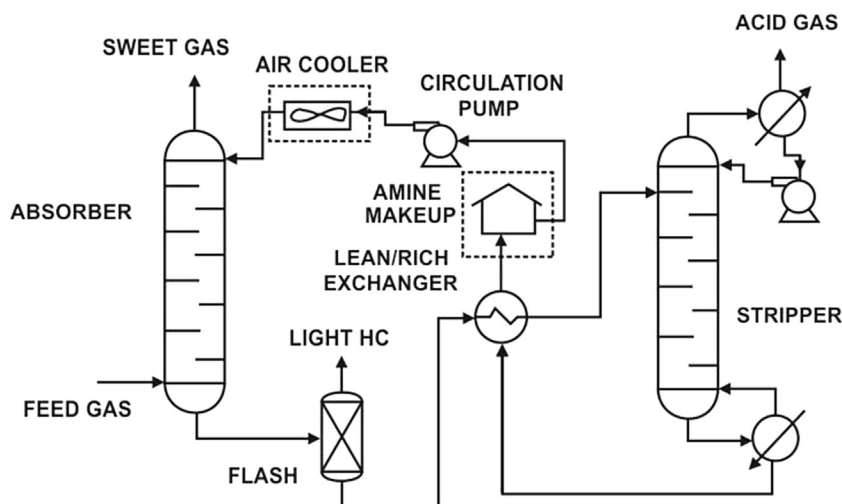 ACID GAS
SWEET GAS
AIR COOLER
CIRCULATION
PUMP
AMINE
MAKEUP
ABSORBER
LEAN/RICH
EXCHANGER
STRIPPER
LIGHT HC
FEED GAS
FLASH